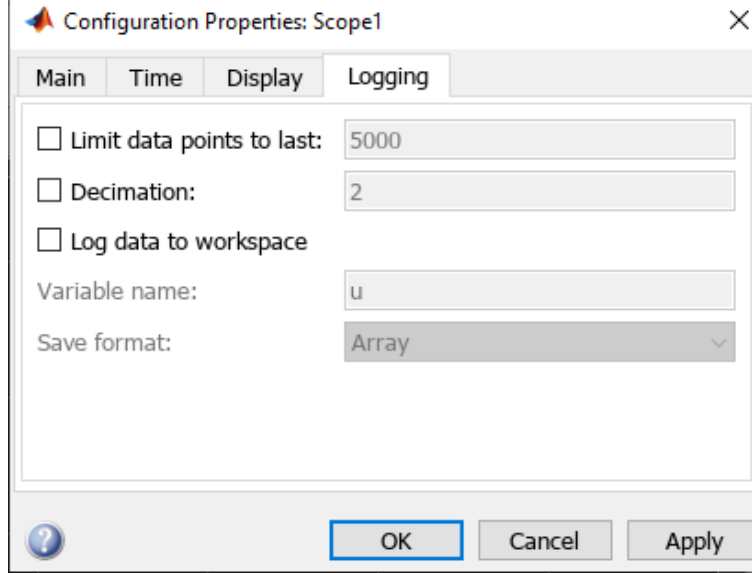 Configuration Properties: Scope1
Main Time Display Logging
Limit data points to last: 5000
Decimation: 2
Log data to workspace
Variable name: u
Save format: Array
? OK Cancel Apply